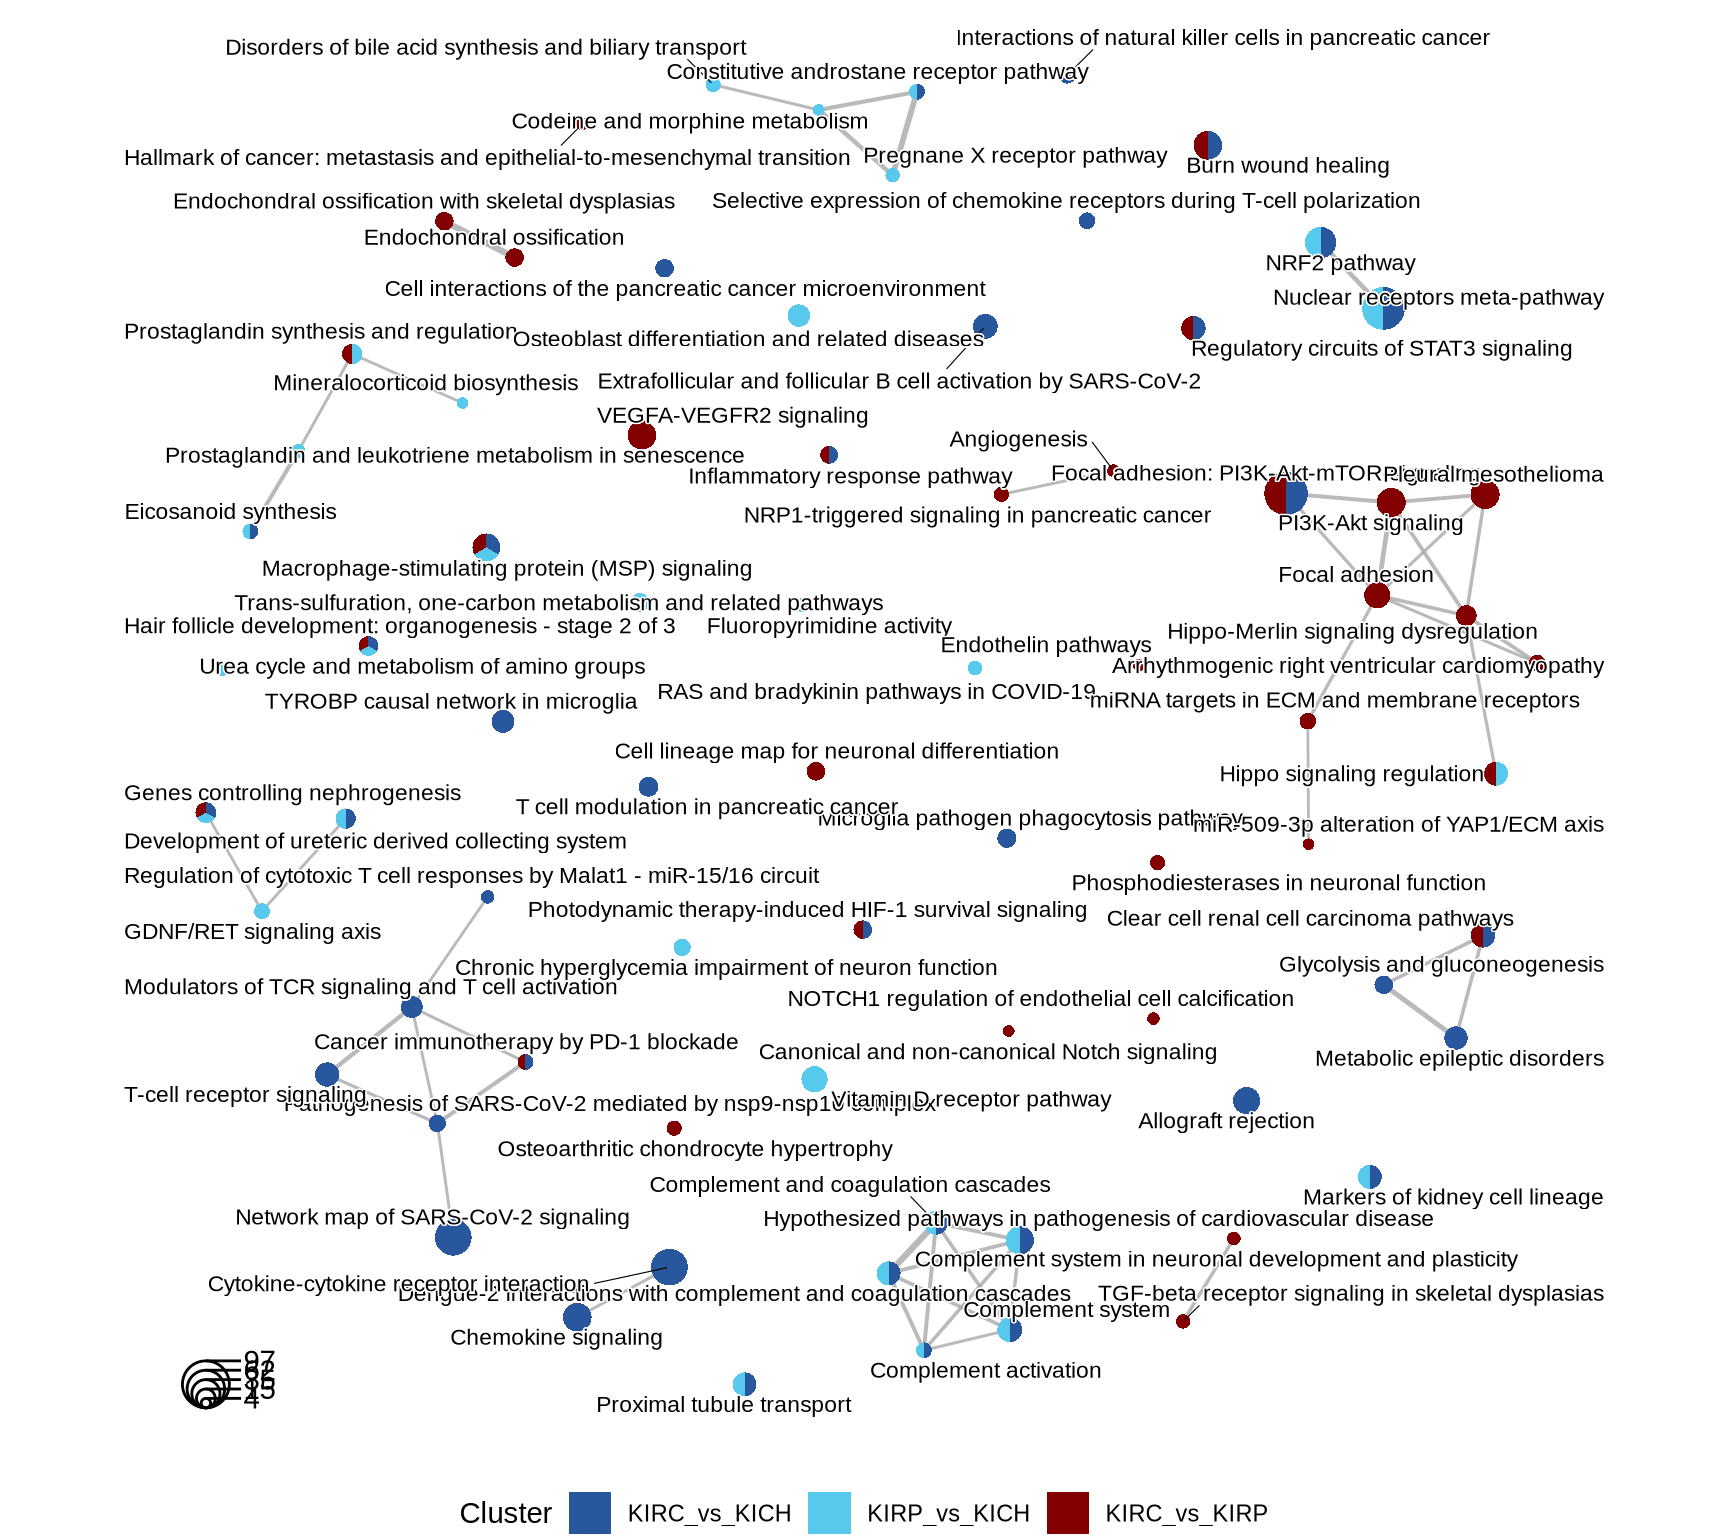 Interactions of natural killer cells in pancreatic cancer
Disorders of bile acid synthesis and biliary transport
Constitutive androstane receptor pathway
Codeine and morphine metabolism
Hallmark of cancer: metastasis and epithelial-to-mesenchymal transition
Pregnane X receptor pathway
Burn wound healing
Endochondral ossification with skeletal dysplasias
Selective expression of chemokine receptors during T-cell polarization
Endochondral ossification
NRF2 pathway
Cell interactions of the pancreatic cancer microenvironment
Nuclear receptors meta-pathway
Prostaglandin synthesis and regulation
Osteoblast differentiation and related diseases
Regulatory circuits of STAT3 signaling
Mineralocorticoid biosynthesis
Extrafollicular and follicular B cell activation by SARS-CoV-2
VEGFA-VEGFR2 signaling
Angiogenesis
Prostaglandin and leukotriene metabolism in senescence
Inflammatory response pathway
Focal adhesion: PI3K-Akt-mTOR
Pleural mesothelioma
Eicosanoid synthesis
NRP1-triggered signaling in pancreatic cancer
PI3K-Akt signaling
Macrophage-stimulating protein (MSP) signaling
Focal adhesion
Trans-sulfuration, one-carbon metabolism and related pathways
Hair follicle development: organogenesis - stage 2 of 3
Fluoropyrimidine activity
Hippo-Merlin signaling dysregulation
Endothelin pathways
Urea cycle and metabolism of amino groups
Arrhythmogenic right ventricular cardiomyopathy
RAS and bradykinin pathways in COVID-19
TYROBP causal network in microglia
miRNA targets in ECM and membrane receptors
Cell lineage map for neuronal differentiation
Hippo signaling regulation
Genes controlling nephrogenesis
T cell modulation in pancreatic cancer
Microglia pathogen phagocytosis pathway
miR-509-3p alteration of YAP1/ECM axis
Development of ureteric derived collecting system
Regulation of cytotoxic T cell responses by Malat1 - miR-15/16 circuit
Phosphodiesterases in neuronal function
Photodynamic therapy-induced HIF-1 survival signaling
Clear cell renal cell carcinoma pathways
GDNF/RET signaling axis
Chronic hyperglycemia impairment of neuron function
Glycolysis and gluconeogenesis
Modulators of TCR signaling and T cell activation
NOTCH1 regulation of endothelial cell calcification
Cancer immunotherapy by PD-1 blockade
Canonical and non-canonical Notch signaling
Metabolic epileptic disorders
T-cell receptor signaling
Pathogenesis of SARS-CoV-2 mediated by nsp9-nsp10 complex
Vitamin D receptor pathway
Allograft rejection
Osteoarthritic chondrocyte hypertrophy
Complement and coagulation cascades
Markers of kidney cell lineage
Network map of SARS-CoV-2 signaling
Hypothesized pathways in pathogenesis of cardiovascular disease
Complement system in neuronal development and plasticity
Cytokine-cytokine receptor interaction
Dengue-2 interactions with complement and coagulation cascades
TGF-beta receptor signaling in skeletal dysplasias
Complement system
Chemokine signaling
Complement activation
Proximal tubule transport
97
62
15
4
Cluster KIRC_vs_KICH KIRP_vs_KICH KIRC_vs_KIRP